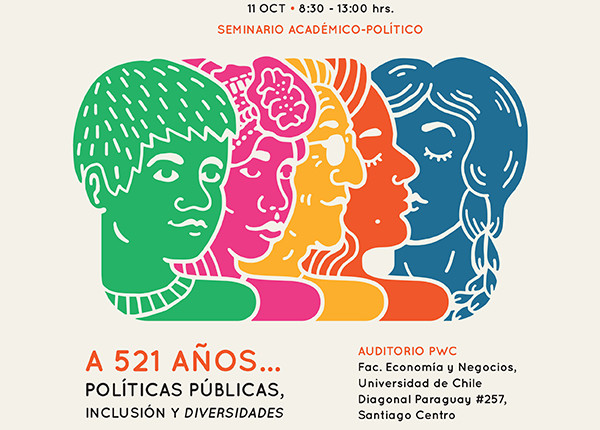 11 OCT • 8:30 - 13:00 hrs.
SEMINARIO ACADÉMICO-POLÍTICO
A 521 AÑOS...
POLÍTICAS PÚBLICAS,
INCLUSIÓN Y DIVERSIDADES
AUDITORIO PWC
Fac. Economía y Negocios,
Universidad de Chile
Diagonal Paraguay #257,
Santiago Centro